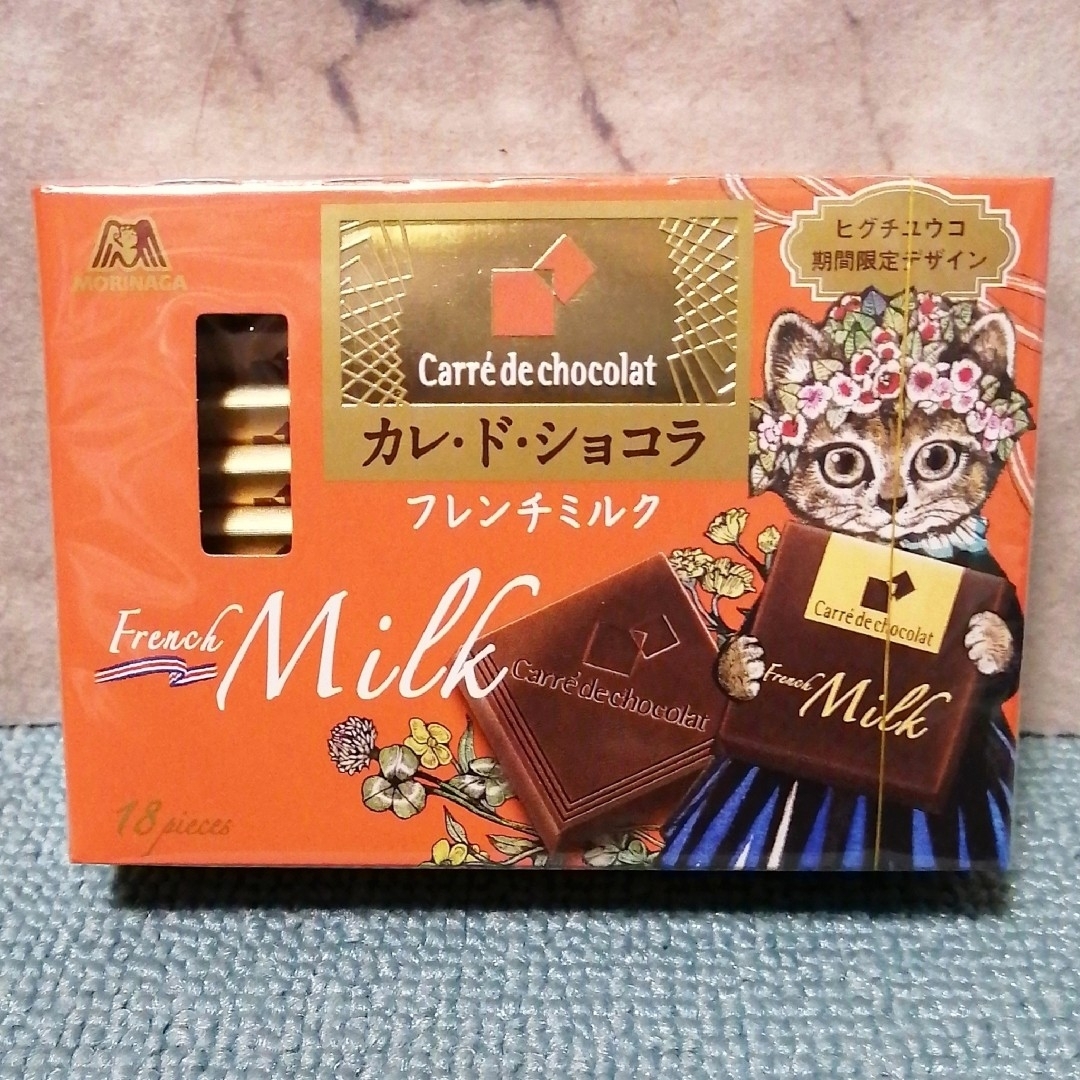 MORINAGA
Carré de chocolat
カレ・ド・ショコラ
フレンチミルク
ヒグチユウコ
期間限定デザイン
French Milk
Carré de chocolat
Carré de chocolat
French Milk
18 pieces